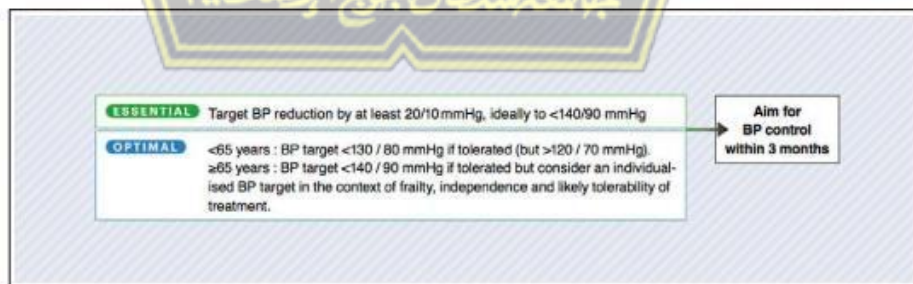 ESSENTIAL Target BP reduction by at least 20/10 mmHg, ideally to <140/90 mmHg
OPTIMAL <65 years : BP target <130 / 80 mmHg if tolerated (but >120 / 70 mmHg).
≥65 years : BP target <140 / 90 mmHg if tolerated but consider an individual-
ised BP target in the context of frailty, independence and likely tolerability of
treatment.
Aim for
BP control
within 3 months